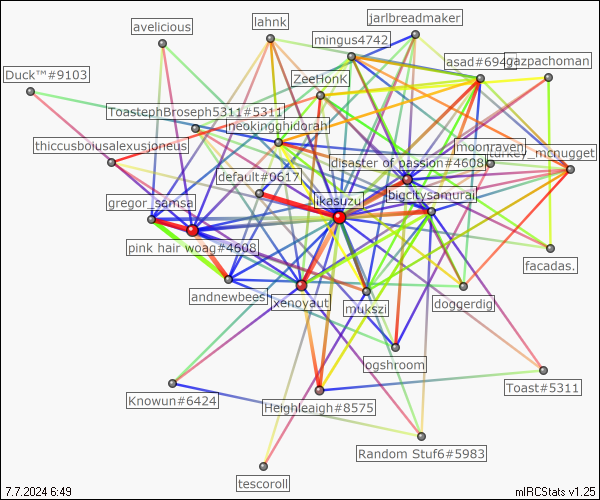 jarlbreadmaker
lahnk
avelicious
mingus4742
gazpachoman
Duck™#9103
ZeeHonK
ToastephBroseph5311#5311
neokingghidorah
thiccusboiusalexusjoneus
moonraven
turkey_mcnugget
disaster of passion#4608
default#0617
bigcitysamurai
gregor_samsa
ikasuzu
pink hair woag#4608
facadas.
andnewbees
xenoyaut
mukszi
doggerdig
ogshroom
Toast#5311
Knowun#6424
Heighleaigh#8575
Random Stuf6#5983
tescoroll
7.7.2024 6:49
mIRCStats v1.25